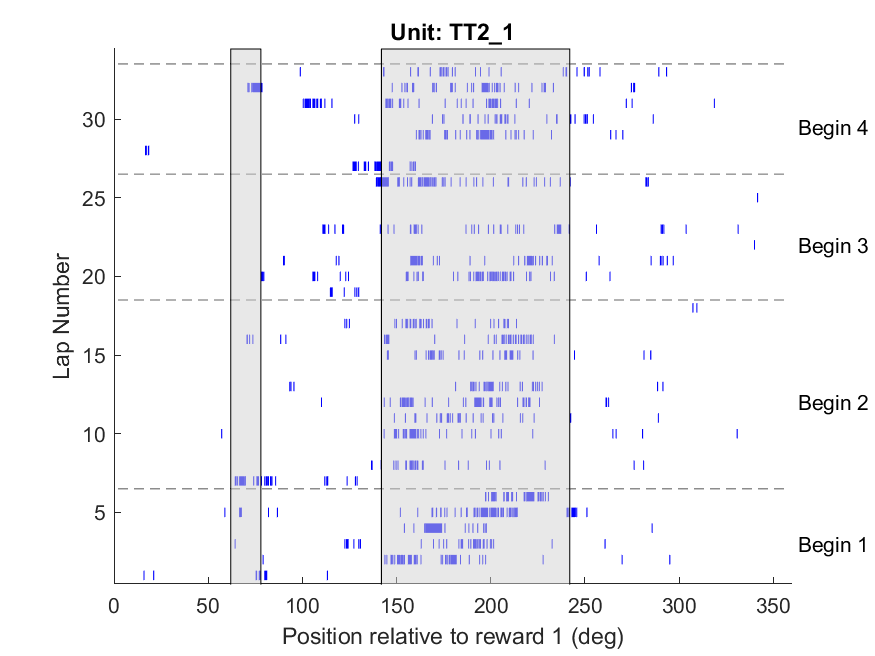 Unit: TT2_1
30
25
20
15
10
5
Lap Number
Begin 4
Begin 3
Begin 2
Begin 1
0 50 100 150 200 250 300 350
Position relative to reward 1 (deg)